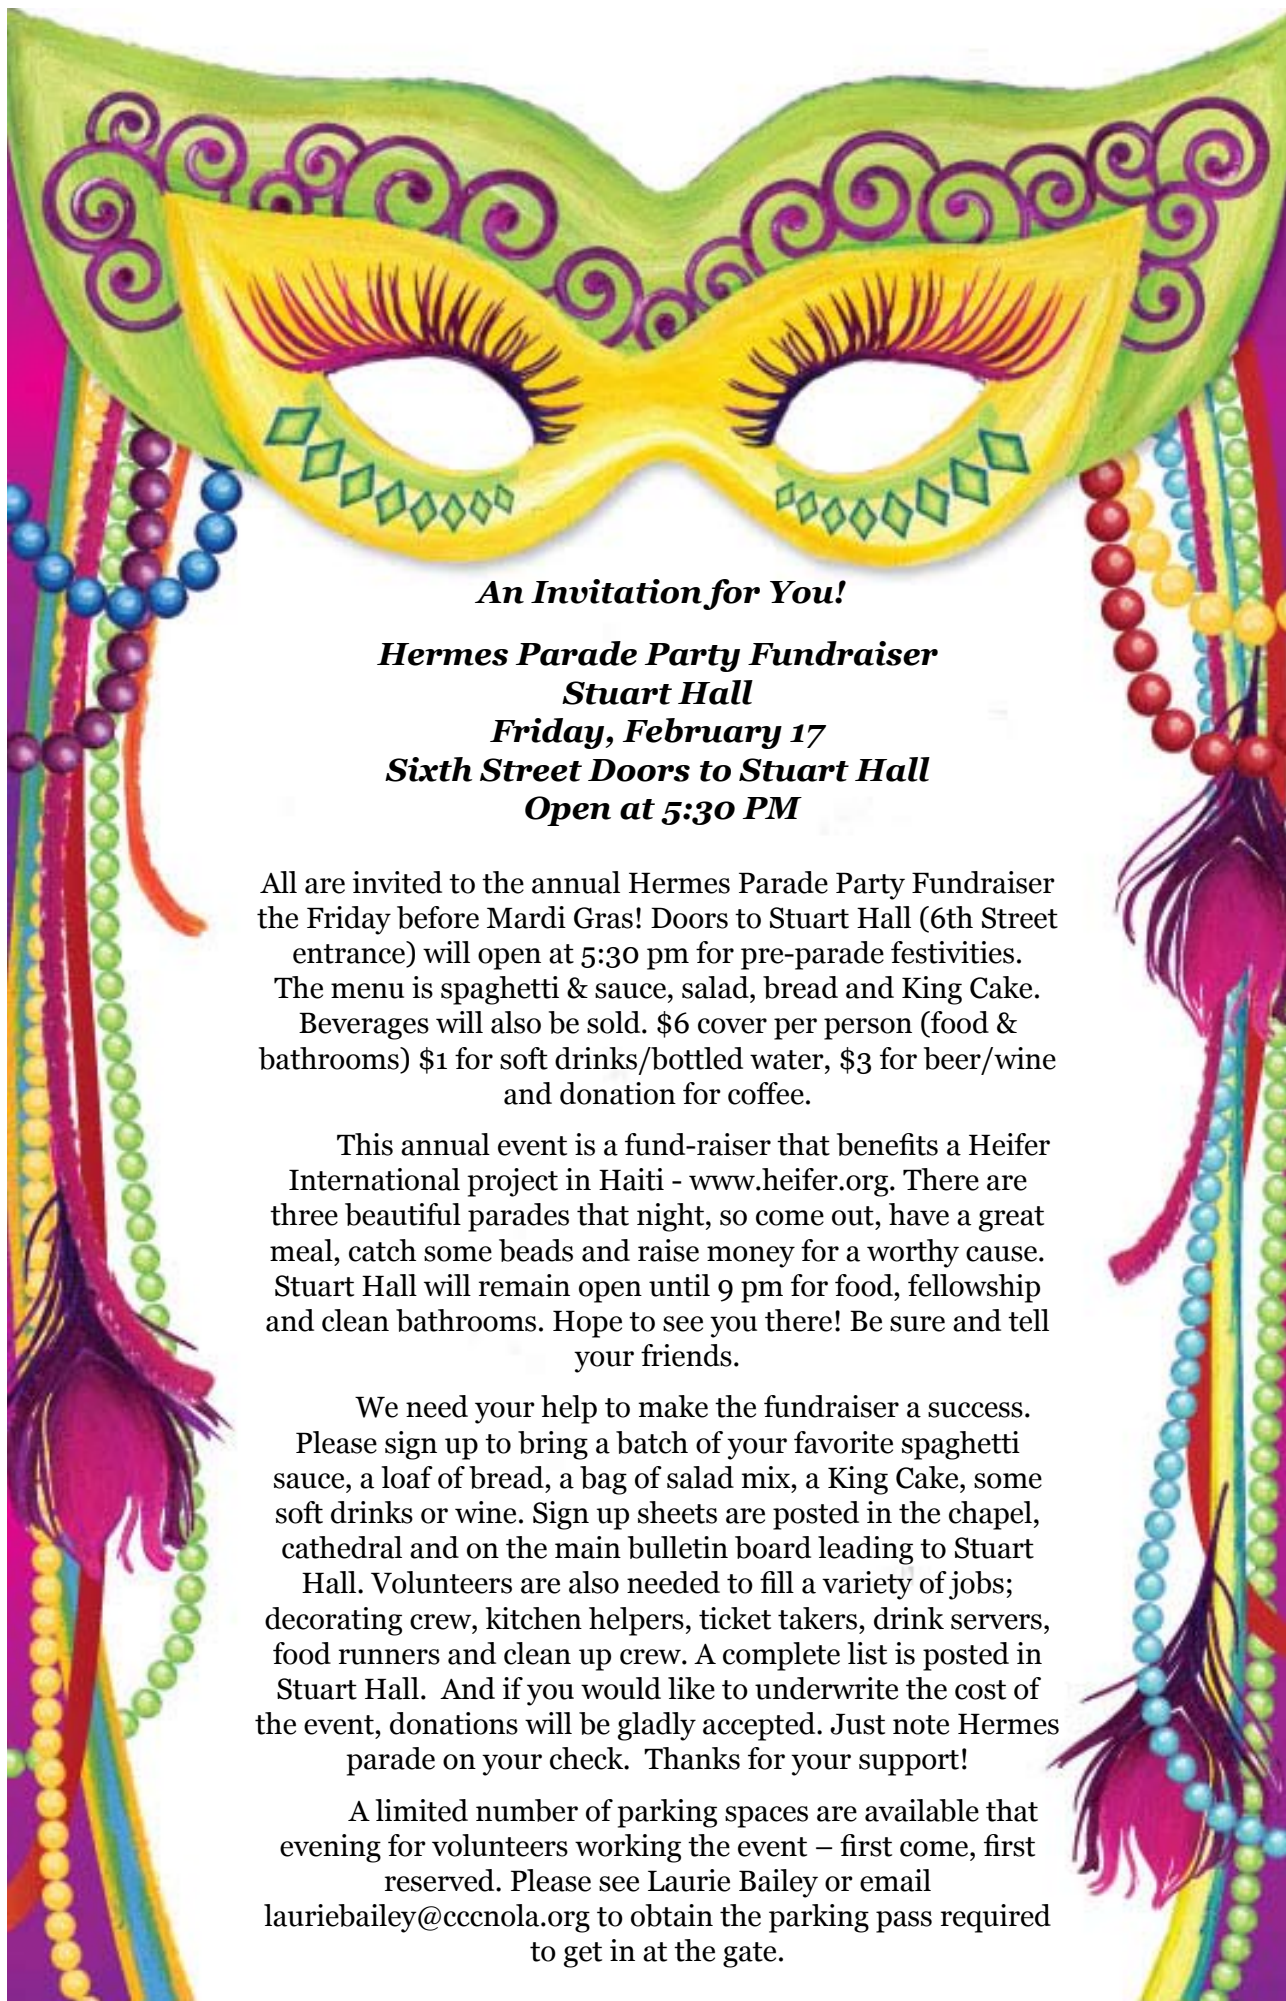 An Invitation for You!
Hermes Parade Party Fundraiser
Stuart Hall
Friday, February 17
Sixth Street Doors to Stuart Hall
Open at 5:30 PM
All are invited to the annual Hermes Parade Party Fundraiser
the Friday before Mardi Gras! Doors to Stuart Hall (6th Street
entrance) will open at 5:30 pm for pre-parade festivities.
The menu is spaghetti & sauce, salad, bread and King Cake.
Beverages will also be sold. $6 cover per person (food &
bathrooms) $1 for soft drinks/bottled water, $3 for beer/wine
and donation for coffee.
This annual event is a fund-raiser that benefits a Heifer
International project in Haiti - www.heifer.org. There are
three beautiful parades that night, so come out, have a great
meal, catch some beads and raise money for a worthy cause.
Stuart Hall will remain open until 9 pm for food, fellowship
and clean bathrooms. Hope to see you there! Be sure and tell
your friends.
We need your help to make the fundraiser a success.
Please sign up to bring a batch of your favorite spaghetti
sauce, a loaf of bread, a bag of salad mix, a King Cake, some
soft drinks or wine. Sign up sheets are posted in the chapel,
cathedral and on the main bulletin board leading to Stuart
Hall. Volunteers are also needed to fill a variety of jobs;
decorating crew, kitchen helpers, ticket takers, drink servers,
food runners and clean up crew. A complete list is posted in
Stuart Hall.  And if you would like to underwrite the cost of
the event, donations will be gladly accepted. Just note Hermes
parade on your check.  Thanks for your support!
A limited number of parking spaces are available that
evening for volunteers working the event – first come, first
reserved. Please see Laurie Bailey or email
lauriebailey@cccnola.org to obtain the parking pass required
to get in at the gate.